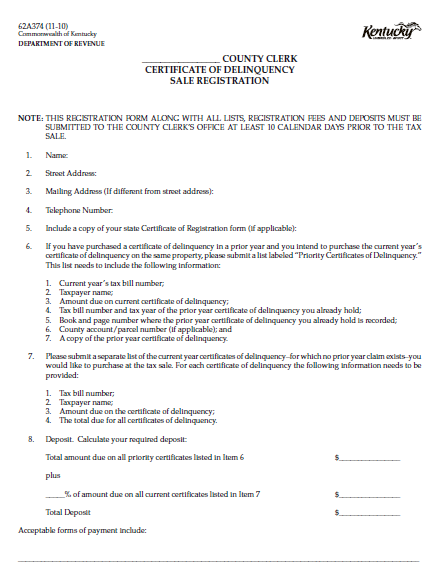 62A374 (11-10)
Commonwealth of Kentucky
DEPARTMENT OF REVENUE
Kentucky
UNBRIDLED SPIRIT
_______________ COUNTY CLERK
CERTIFICATE OF DELINQUENCY
SALE REGISTRATION
NOTE: THIS REGISTRATION FORM ALONG WITH ALL LISTS, REGISTRATION FEES AND DEPOSITS MUST BE
SUBMITTED TO THE COUNTY CLERK'S OFFICE AT LEAST 10 CALENDAR DAYS PRIOR TO THE TAX
SALE.
1. Name:
2. Street Address:
3. Mailing Address (If different from street address):
4. Telephone Number:
5. Include a copy of your state Certificate of Registration form (if applicable):
6. If you have purchased a certificate of delinquency in a prior year and you intend to purchase the current year's
certificate of delinquency on the same property, please submit a list labeled "Priority Certificates of Delinquency."
This list needs to include the following information:
1. Current year's tax bill number;
2. Taxpayer name;
3. Amount due on current certificate of delinquency;
4. Tax bill number and tax year of the prior year certificate of delinquency you already hold;
5. Book and page number where the prior year certificate of delinquency you already hold is recorded;
6. County account/parcel number (if applicable); and
7. A copy of the prior year certificate of delinquency.
7. Please submit a separate list of the current year certificates of delinquency–for which no prior year claim exists–you
would like to purchase at the tax sale. For each certificate of delinquency the following information needs to be
provided:
1. Tax bill number;
2. Taxpayer name;
3. Amount due on the certificate of delinquency;
4. The total due for all certificates of delinquency.
8. Deposit. Calculate your required deposit:
Total amount due on all priority certificates listed in Item 6 $_______________
plus
_____% of amount due on all current certificates listed in Item 7 $_______________
Total Deposit $_______________
Acceptable forms of payment include: